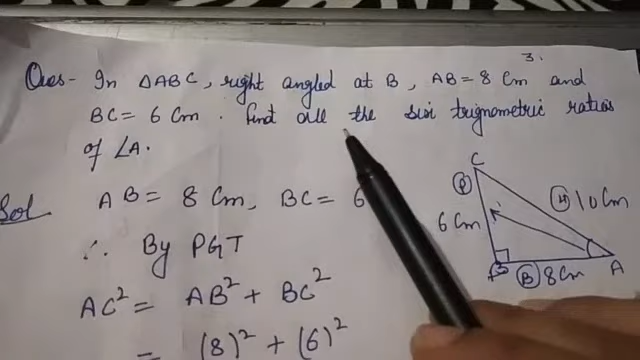 3.
Ques- In △ABC, right angled at B, AB = 8 Cm and
BC = 6 Cm. find all the six trignometric ratios
of ∠A.
Sol AB = 8 Cm, BC = 6
∴ By PGT
AC² = AB² + BC²
= (8)² + (6)²
C
P
H 10 Cm
6 Cm
B
B 8 Cm
A